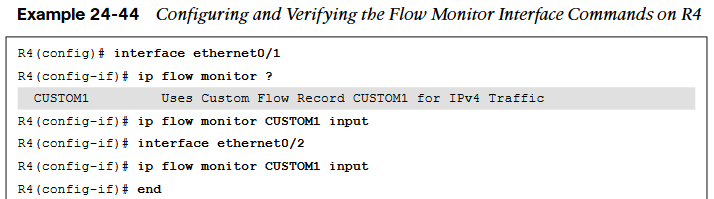 Example 24-44 Configuring and Verifying the Flow Monitor Interface Commands on R4
R4(config)# interface ethernet0/1
R4(config-if)# ip flow monitor ?
CUSTOM1 Uses Custom Flow Record CUSTOM1 for IPv4 Traffic
R4(config-if)# ip flow monitor CUSTOM1 input
R4(config-if)# interface ethernet0/2
R4(config-if)# ip flow monitor CUSTOM1 input
R4(config-if)# end